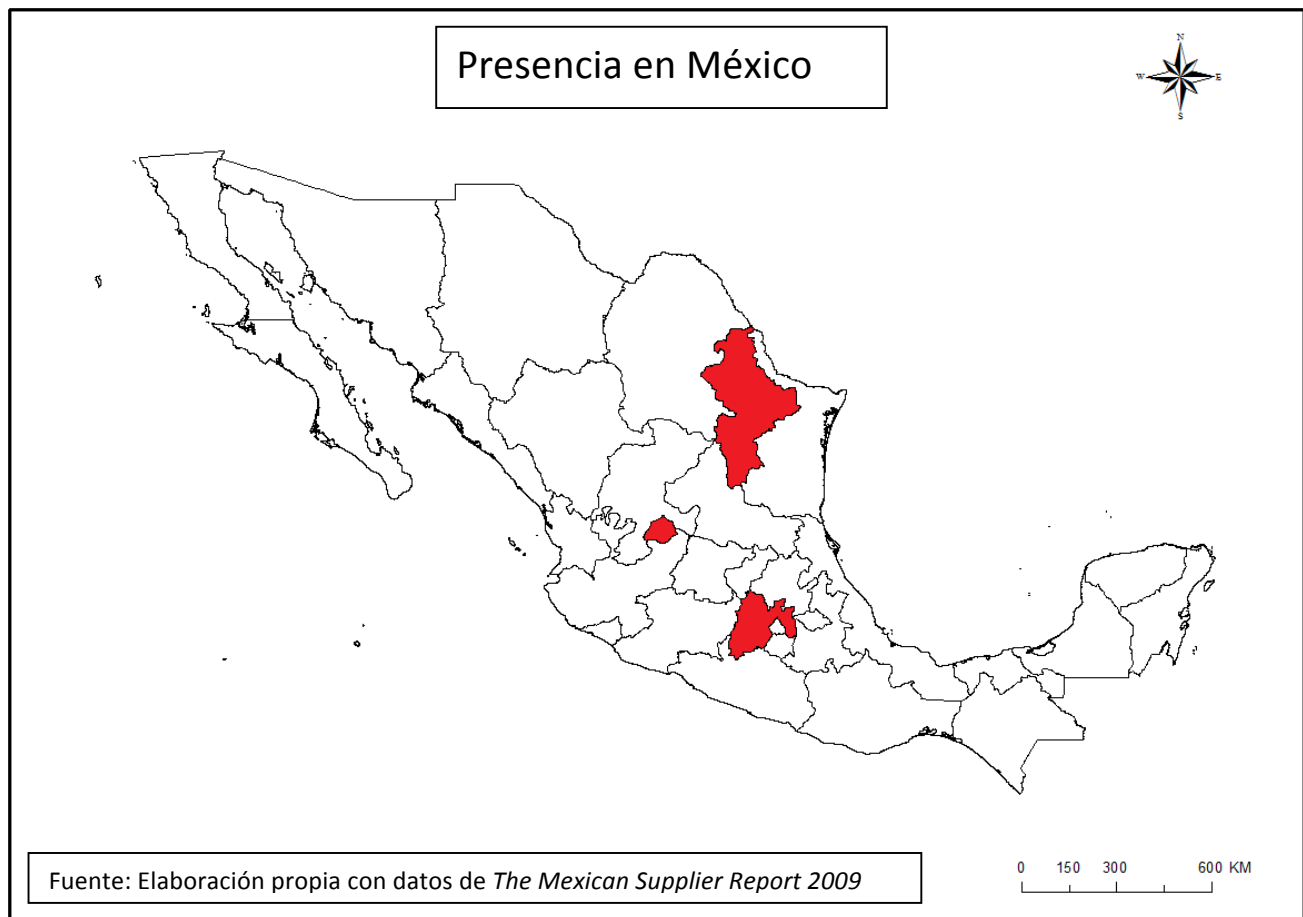 Presencia en México
N
W E
S
Fuente: Elaboración propia con datos de The Mexican Supplier Report 2009
0 150 300 600 KM